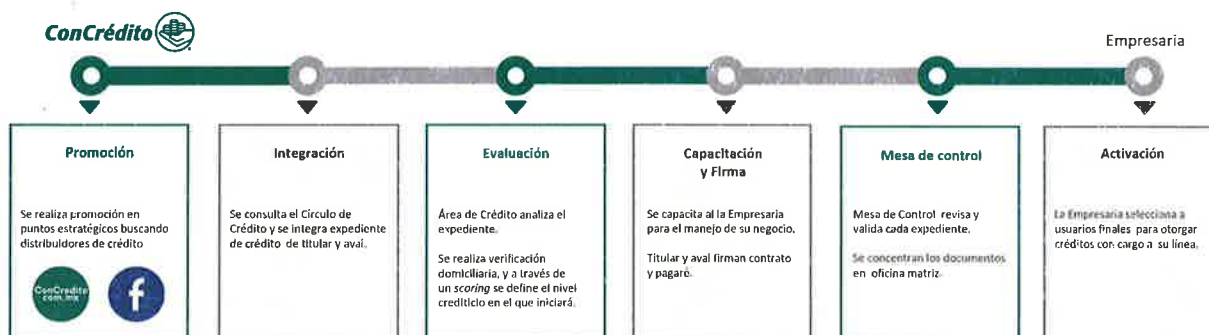 ConCrédito
Empresaria
Promoción
Se realiza promoción en
puntos estratégicos buscando
distribuidores de crédito
ConCredito
com.mx
f
Integración
Se consulta el Círculo de
Crédito y se integra expediente
de crédito de titular y aval.
Evaluación
Área de Crédito analiza el
expediente.
Se realiza verificación
domiciliaria, y a través de
un scoring se define el nivel
crediticio en el que iniciará.
Capacitación
y Firma
Se capacita al la Empresaria
para el manejo de su negocio.
Titular y aval firman contrato
y pagaré.
Mesa de control
Mesa de Control revisa y
valida cada expediente.
Se concentran los documentos
en oficina matriz.
Activación
La Empresaria selecciona a
usuarios finales para otorgar
créditos con cargo a su línea.